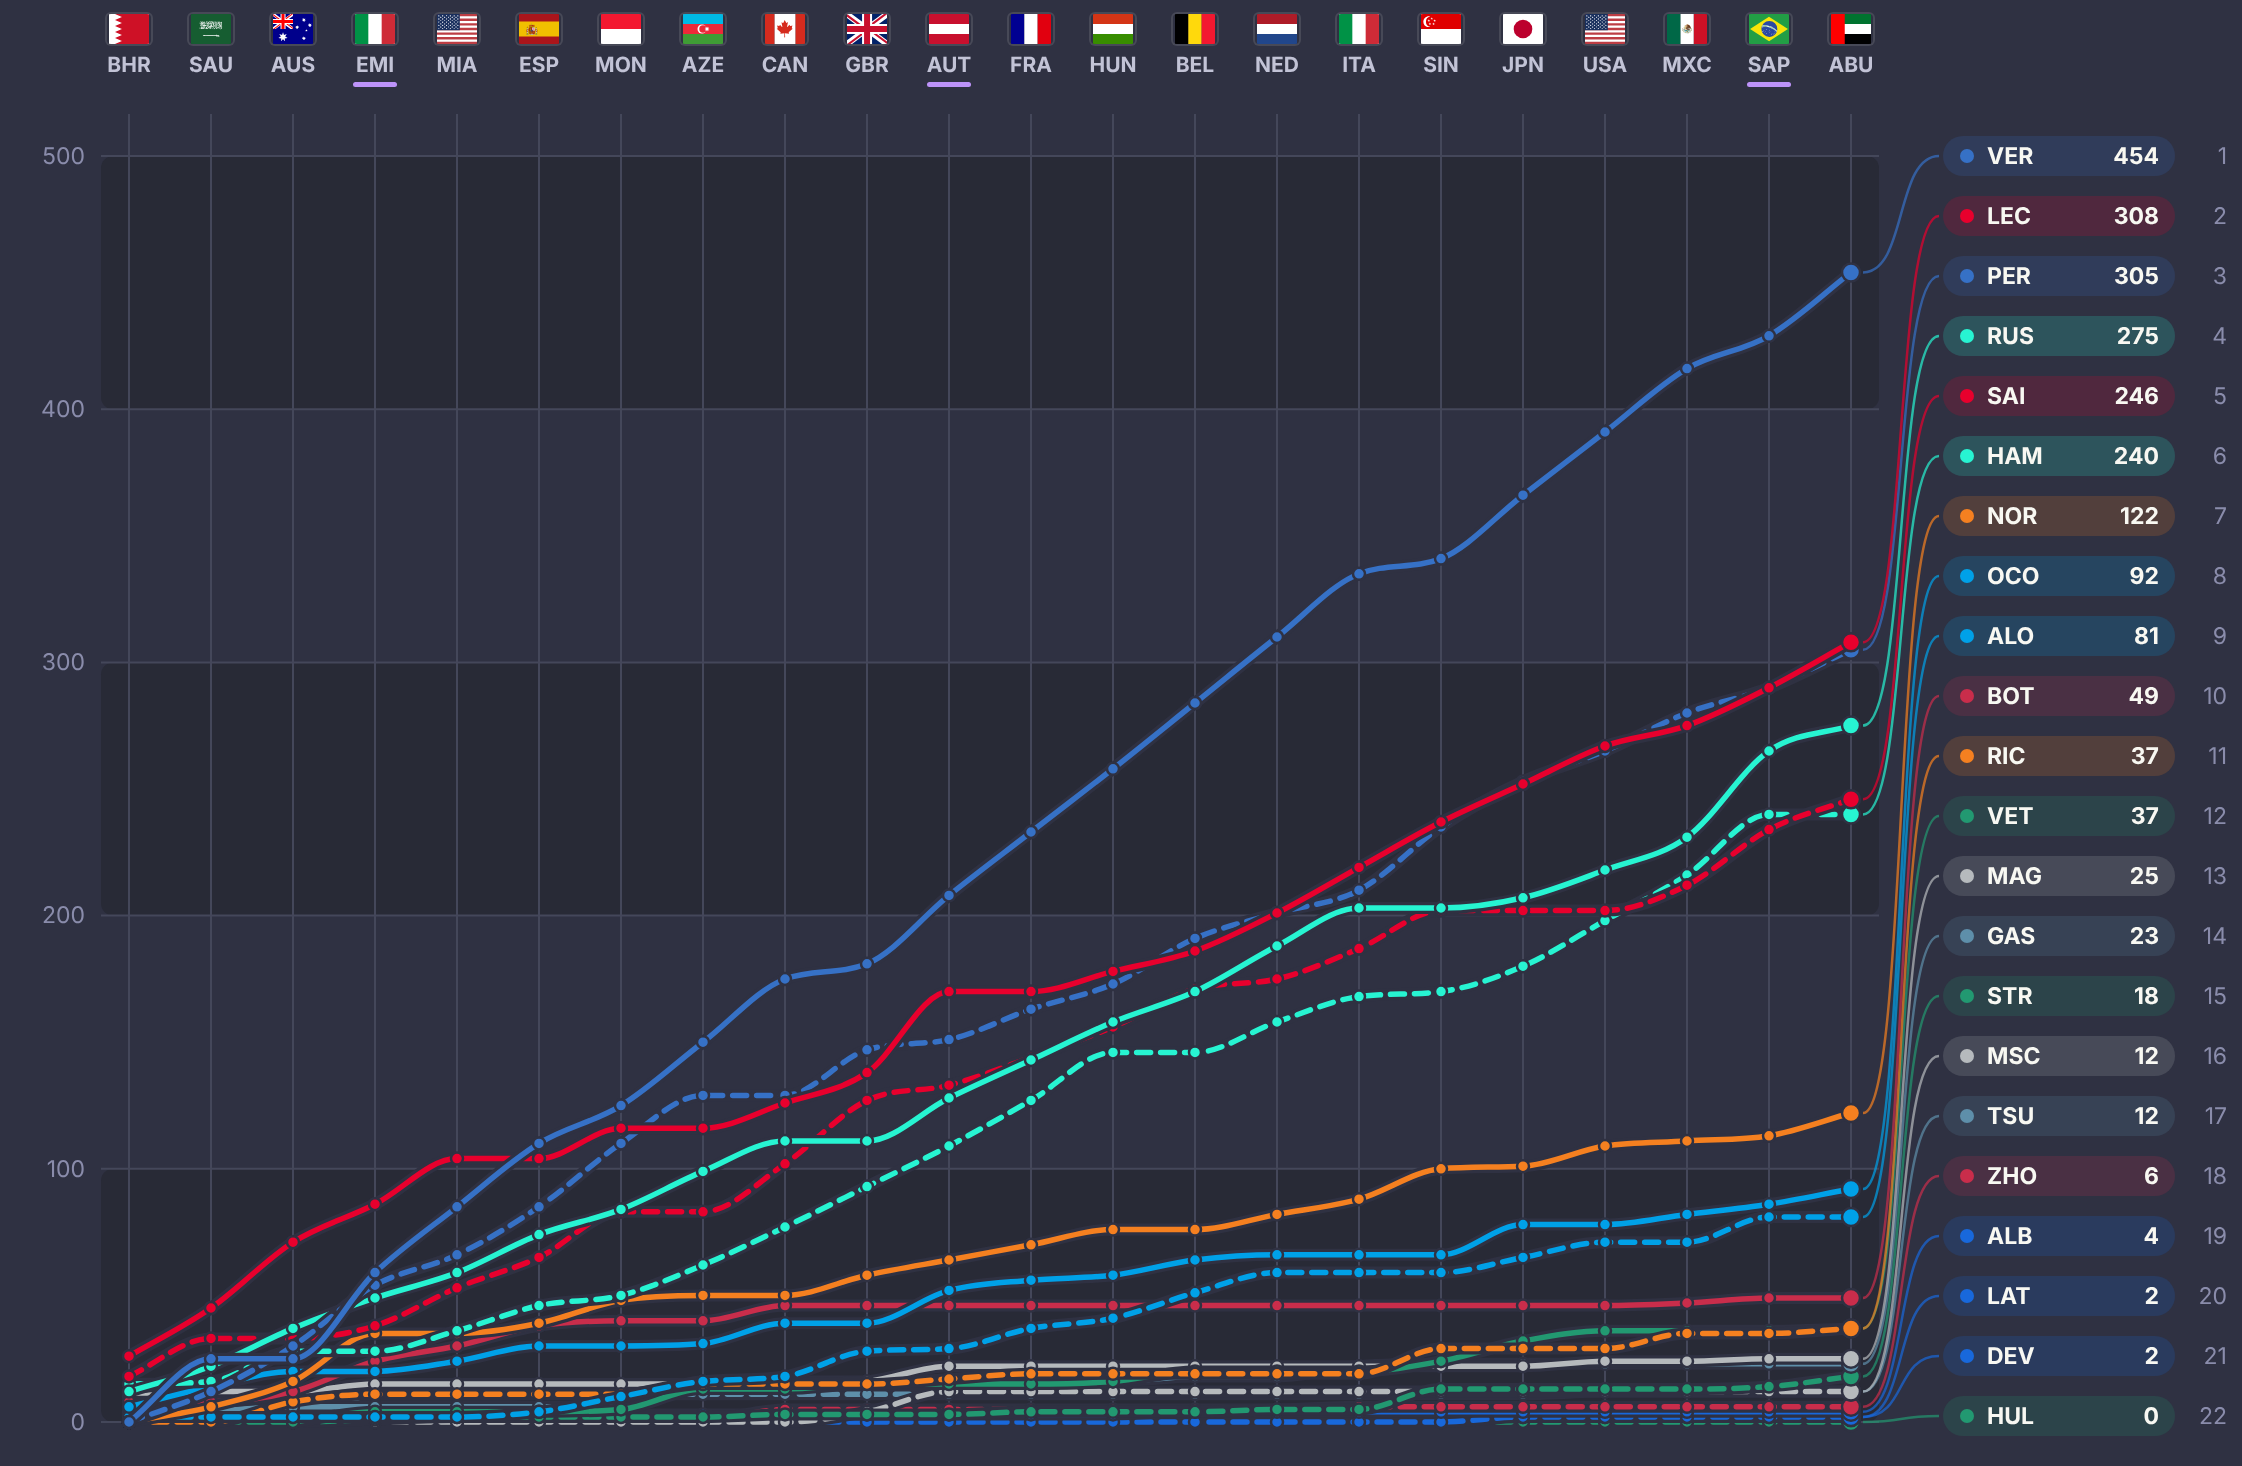 BHR SAU AUS EMI MIA ESP MON AZE CAN GBR AUT FRA HUN BEL NED ITA SIN JPN USA MXC SAP ABU
500
400
300
200
100
0
VER 454 1
LEC 308 2
PER 305 3
RUS 275 4
SAI 246 5
HAM 240 6
NOR 122 7
OCO 92 8
ALO 81 9
BOT 49 10
RIC 37 11
VET 37 12
MAG 25 13
GAS 23 14
STR 18 15
MSC 12 16
TSU 12 17
ZHO 6 18
ALB 4 19
LAT 2 20
DEV 2 21
HUL 0 22